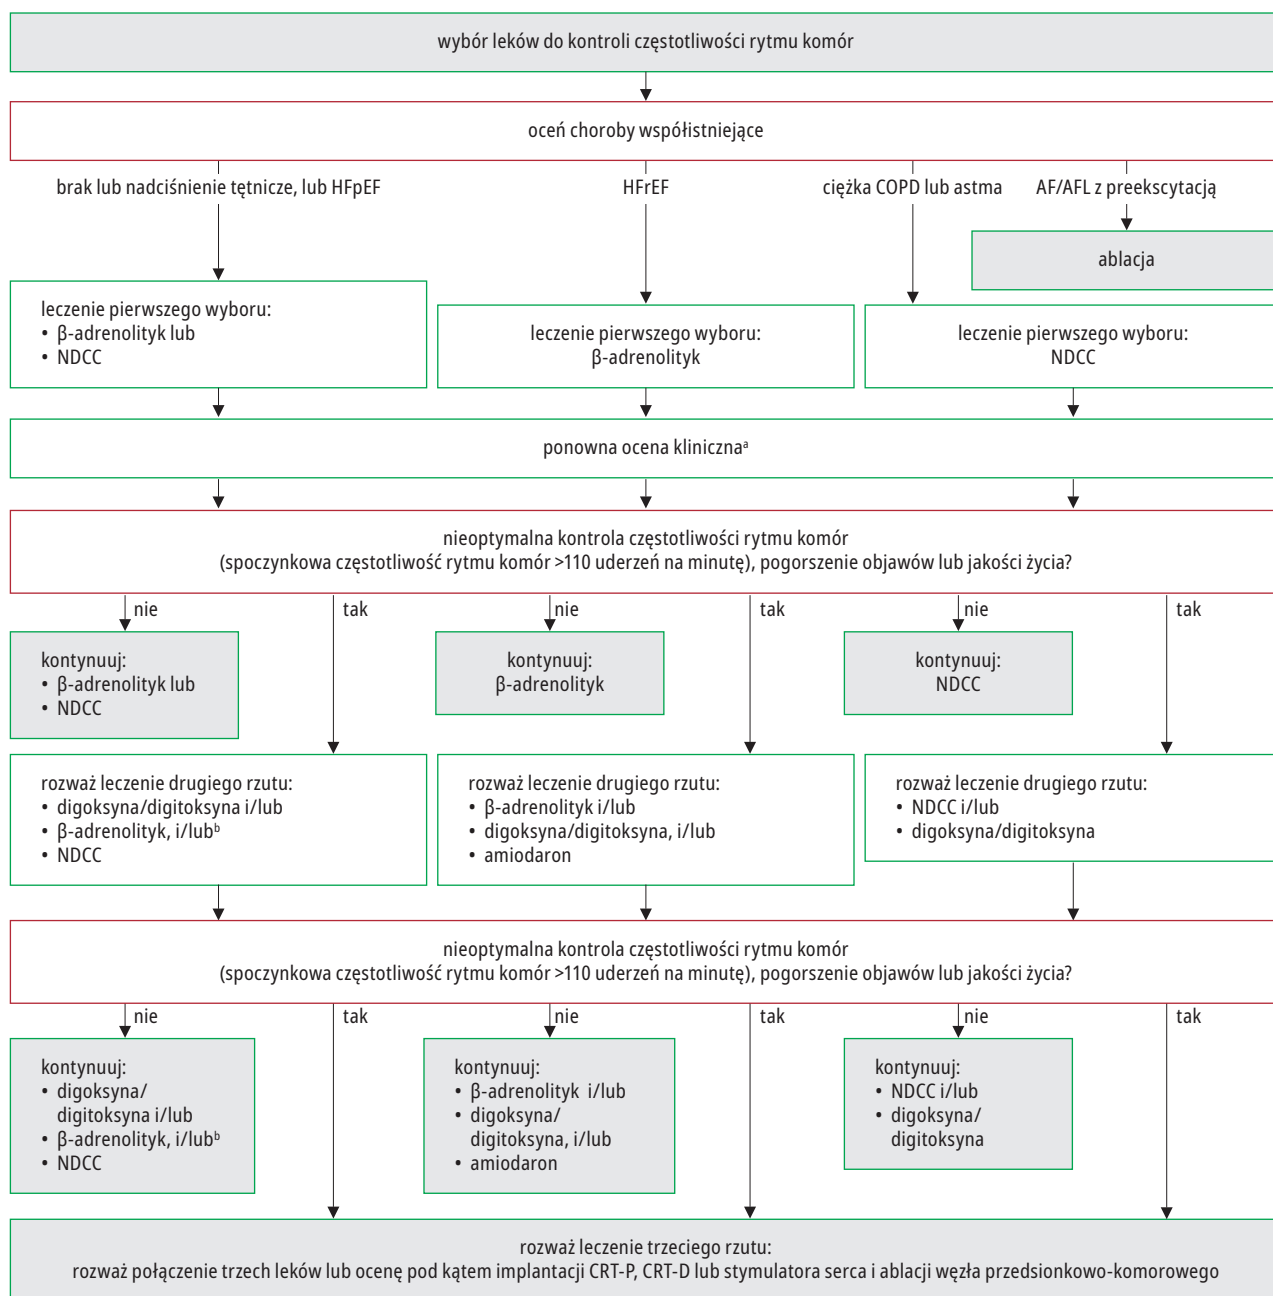 wybór leków do kontroli częstotliwości rytmu komór
oceń choroby współistniejące
brak lub nadciśnienie tętnicze, lub HFpEF
HFrEF
ciężka COPD lub astma
AF/AFL z preekscytacją
ablacja
leczenie pierwszego wyboru:
• β-adrenolityk lub
• NDCC
leczenie pierwszego wyboru:
β-adrenolityk
leczenie pierwszego wyboru:
NDCC
ponowna ocena klinicznaᵃ
nieoptymalna kontrola częstotliwości rytmu komór
(spoczynkowa częstotliwość rytmu komór >110 uderzeń na minutę), pogorszenie objawów lub jakości życia?
nie
tak
nie
tak
nie
tak
kontynuuj:
• β-adrenolityk lub
• NDCC
kontynuuj:
β-adrenolityk
kontynuuj:
NDCC
rozważ leczenie drugiego rzutu:
• digoksyna/digitoksyna i/lub
• β-adrenolityk, i/lubᵇ
• NDCC
rozważ leczenie drugiego rzutu:
• β-adrenolityk i/lub
• digoksyna/digitoksyna, i/lub
• amiodaron
rozważ leczenie drugiego rzutu:
• NDCC i/lub
• digoksyna/digitoksyna
nieoptymalna kontrola częstotliwości rytmu komór
(spoczynkowa częstotliwość rytmu komór >110 uderzeń na minutę), pogorszenie objawów lub jakości życia?
nie
tak
nie
tak
nie
tak
kontynuuj:
• digoksyna/
digitoksyna i/lub
• β-adrenolityk, i/lubᵇ
• NDCC
kontynuuj:
• β-adrenolityk i/lub
• digoksyna/
digitoksyna, i/lub
• amiodaron
kontynuuj:
• NDCC i/lub
• digoksyna/
digitoksyna
rozważ leczenie trzeciego rzutu:
rozważ połączenie trzech leków lub ocenę pod kątem implantacji CRT-P, CRT-D lub stymulatora serca i ablacji węzła przedsionkowo-komorowego